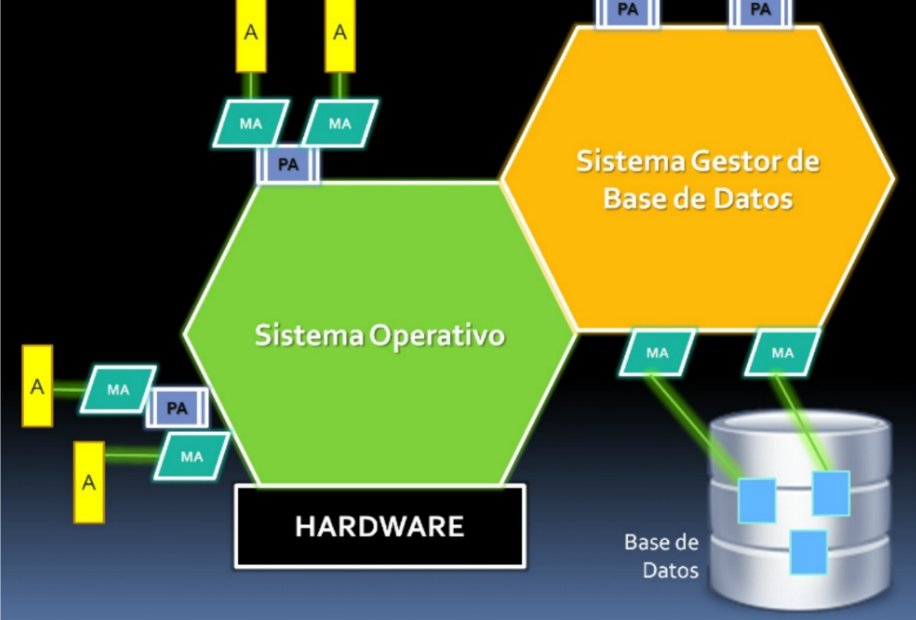 PA
PA
A
A
MA
MA
PA
Sistema Gestor de
Base de Datos
Sistema Operativo
MA
MA
A
MA
PA
MA
A
HARDWARE
Base de
Datos